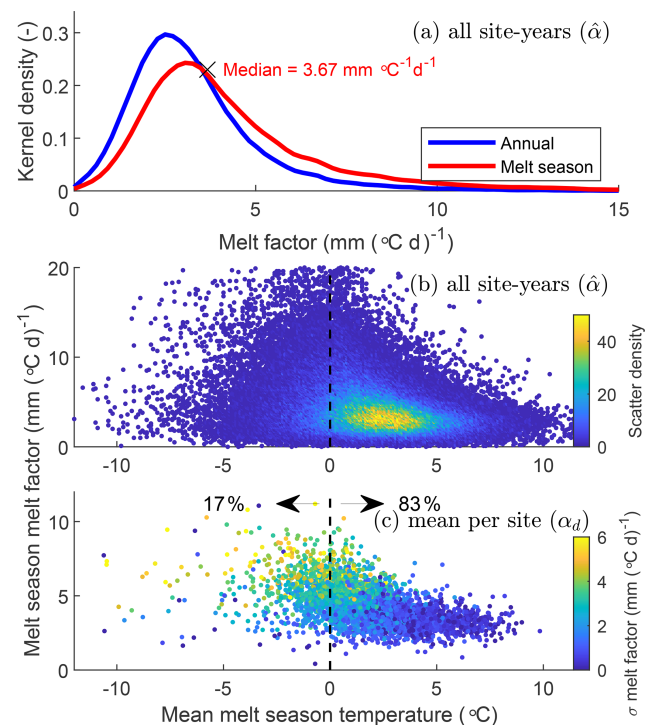 (a) all site-years (α̂)
0.3
0.2
0.1
0
Kernel density (-)
Median = 3.67 mm °C⁻¹d⁻¹
Annual
Melt season
0 5 10 15
Melt factor (mm (°C d)⁻¹
(b) all site-years (α̂)
20
10
0
-10 -5 0 5 10
40
20
0
Scatter density
Melt season melt factor (mm (°C d)⁻¹)
17% 83%
(c) mean per site (α_d)
10
5
0
-10 -5 0 5 10
6
4
2
0
σ melt factor (mm (°C d)⁻¹)
Mean melt season temperature (°C)